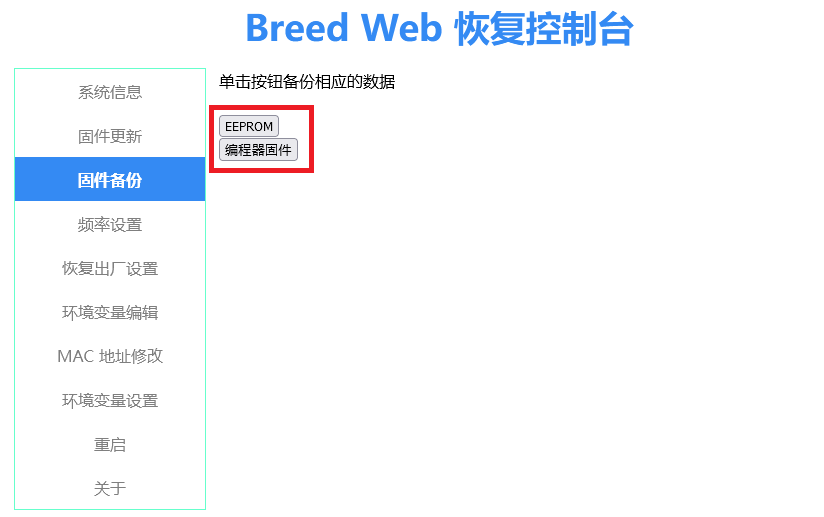 Breed Web 恢复控制台
系统信息
固件更新
固件备份
频率设置
恢复出厂设置
环境变量编辑
MAC 地址修改
环境变量设置
重启
关于
单击按钮备份相应的数据
EEPROM
编程器固件